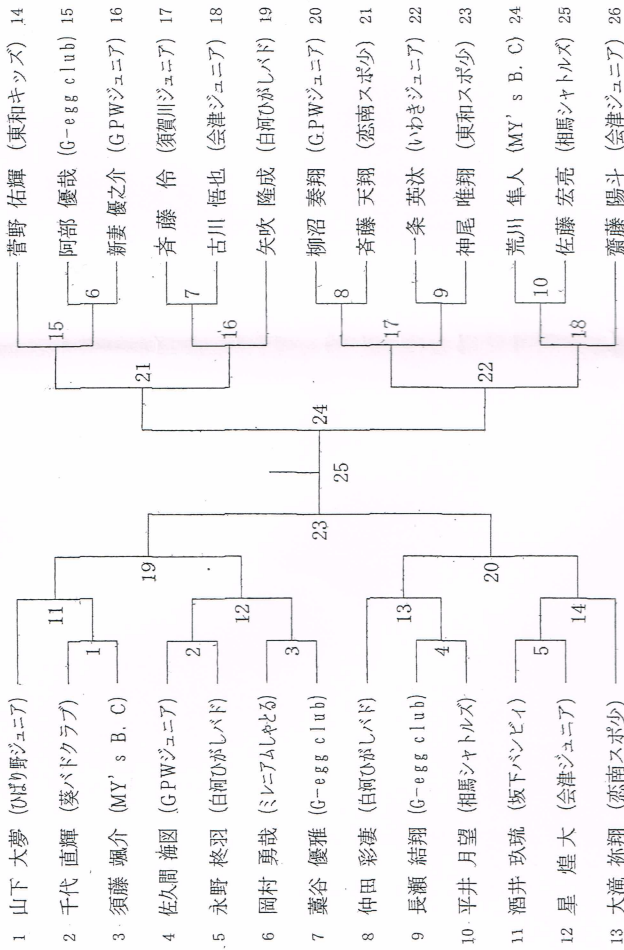 1 山下 大夢 (ひばり野ジュニア)
2 千代 直輝 (葵バドクラブ)
3 須藤 颯介 (MY's B.C)
4 佐久間 海図 (GPWジュニア)
5 永野 柊羽 (白河ひがしバド)
6 岡村 勇哉 (ミレニアムしゃとる)
7 藁谷 優雅 (G-egg club)
8 仲田 彩凄 (白河ひがしバド)
9 長瀬 結翔 (G-egg club)
10 平井 月望 (相馬シャトルズ)
11 酒井 玖琉 (坂下バンビィ)
12 星 煌大 (会津ジュニア)
13 大滝 祢翔 (恋南スポ少)
1
2
3
4
5
11
12
13
14
19
20
23
25
24
21
22
15
16
17
18
6
7
8
9
10
菅野 佑輝 (東和キッズ) 14
阿部 優哉 (G-egg club) 15
新妻 優之介 (GPWジュニア) 16
斉藤 伶 (須賀川ジュニア) 17
古川 悟也 (会津ジュニア) 18
矢吹 隆成 (白河ひがしバド) 19
柳沼 奏翔 (GPWジュニア) 20
斉藤 天翔 (恋南スポ少) 21
一条 英汰 (いわきジュニア) 22
神尾 唯翔 (東和スポ少) 23
荒川 隼人 (MY's B.C) 24
佐藤 宏亮 (相馬シャトルズ) 25
齋藤 陽斗 (会津ジュニア) 26